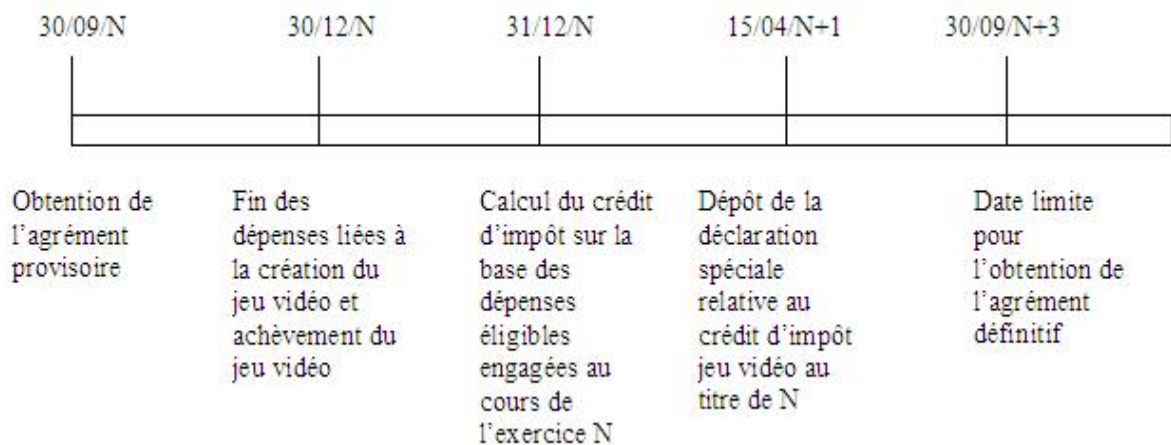 30/09/N 30/12/N 31/12/N 15/04/N+1 30/09/N+3
Obtention de
l'agrément
provisoire
Fin des
dépenses liées à
la création du
jeu vidéo et
achèvement du
jeu vidéo
Calcul du crédit
d'impôt sur la
base des
dépenses
éligibles
engagées au
cours de
l'exercice N
Dépôt de la
déclaration
spéciale
relative au
crédit d'impôt
jeu vidéo au
titre de N
Date limite
pour
l'obtention de
l'agrément
définitif